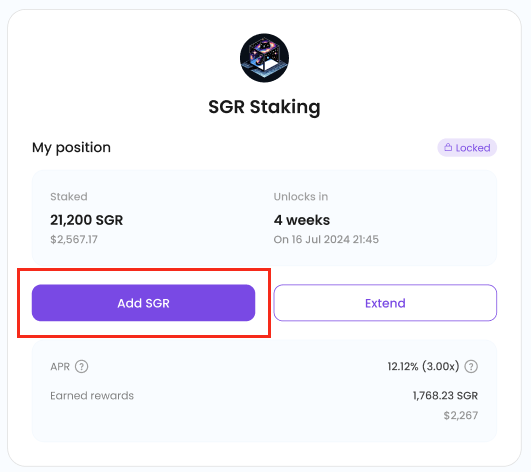 SGR Staking
My position
Locked
Staked
Unlocks in
21,200 SGR
4 weeks
$2,567.17
On 16 Jul 2024 21:45
Add SGR
Extend
APR ?
12.12% (3.00x) ?
Earned rewards
1,768.23 SGR
$2,267